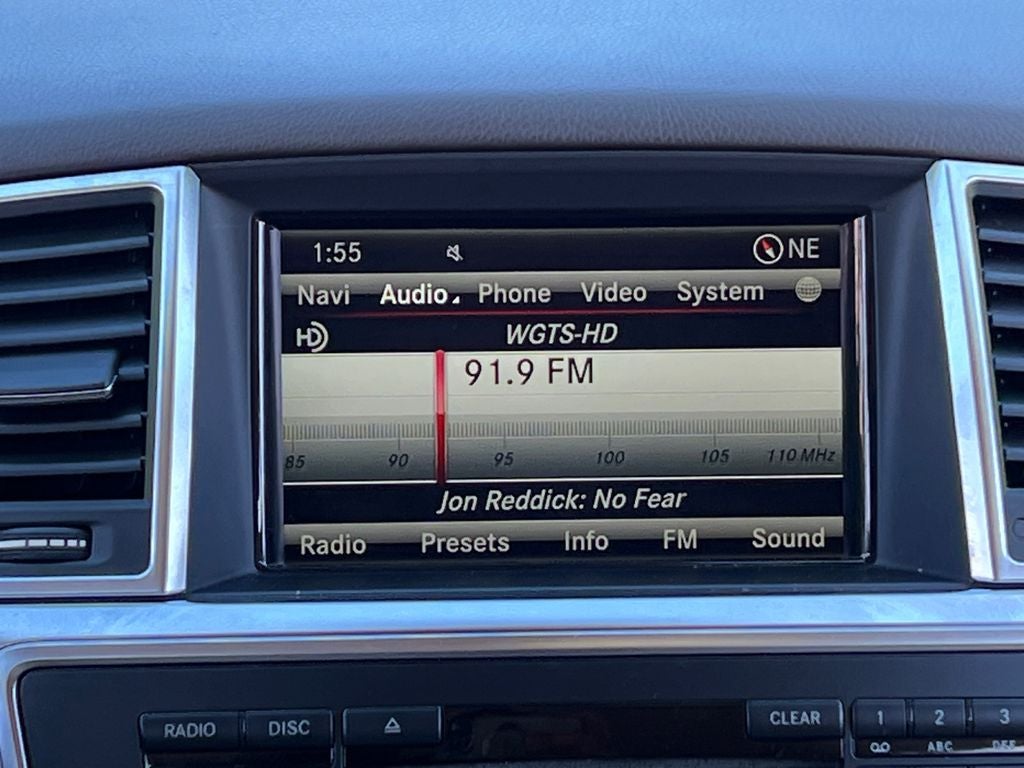 1:55 NE
Navi Audio Phone Video System
HD WGTS-HD
91.9 FM
85 90 95 100 105 110 MHz
Jon Reddick: No Fear
Radio Presets Info FM Sound
RADIO DISC CLEAR 1 2 3
ABC DEF